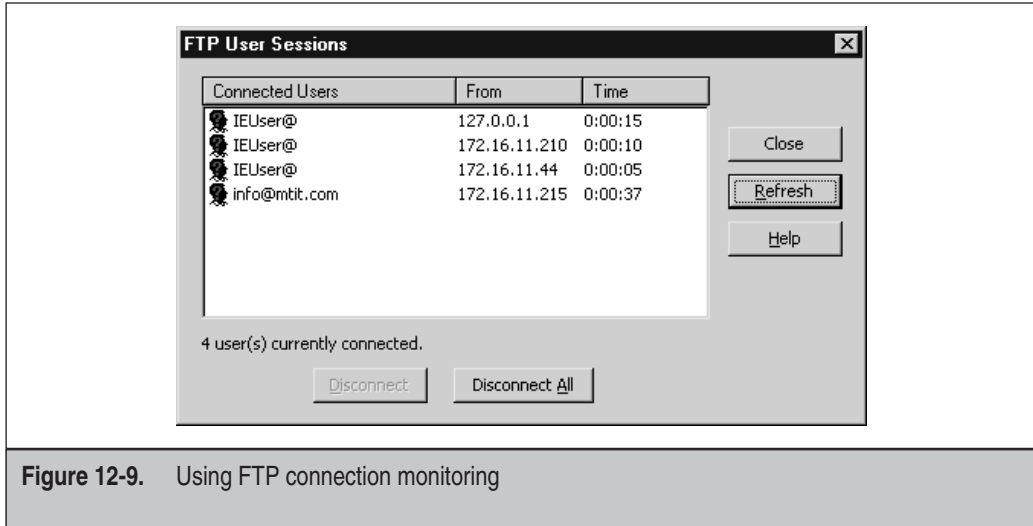 FTP User Sessions
Connected Users From Time
IEUser@ 127.0.0.1 0:00:15
IEUser@ 172.16.11.210 0:00:10
IEUser@ 172.16.11.44 0:00:05
info@mtit.com 172.16.11.215 0:00:37
Close
Refresh
Help
4 user(s) currently connected.
Disconnect Disconnect All
Figure 12-9. Using FTP connection monitoring